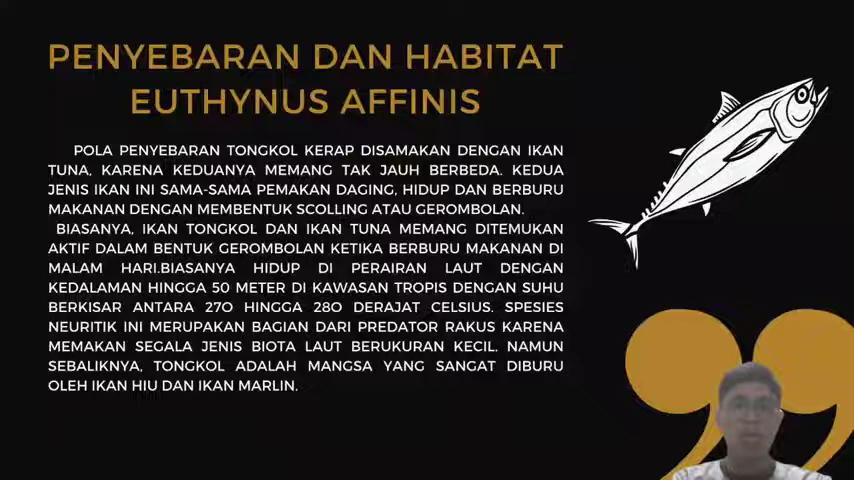 PENYEBARAN DAN HABITAT
EUTHYNUS AFFINIS
POLA PENYEBARAN TONGKOL KERAP DISAMAKAN DENGAN IKAN
TUNA, KARENA KEDUANYA MEMANG TAK JAUH BERBEDA. KEDUA
JENIS IKAN INI SAMA-SAMA PEMAKAN DAGING, HIDUP DAN BERBURU
MAKANAN DENGAN MEMBENTUK SCOLLING ATAU GEROMBOLAN.
BIASANYA, IKAN TONGKOL DAN IKAN TUNA MEMANG DITEMUKAN
AKTIF DALAM BENTUK GEROMBOLAN KETIKA BERBURU MAKANAN DI
MALAM HARI.BIASANYA HIDUP DI PERAIRAN LAUT DENGAN
KEDALAMAN HINGGA 50 METER DI KAWASAN TROPIS DENGAN SUHU
BERKISAR ANTARA 27O HINGGA 28O DERAJAT CELSIUS. SPESIES
NEURITIK INI MERUPAKAN BAGIAN DARI PREDATOR RAKUS KARENA
MEMAKAN SEGALA JENIS BIOTA LAUT BERUKURAN KECIL. NAMUN
SEBALIKNYA, TONGKOL ADALAH MANGSA YANG SANGAT DIBURU
OLEH IKAN HIU DAN IKAN MARLIN.